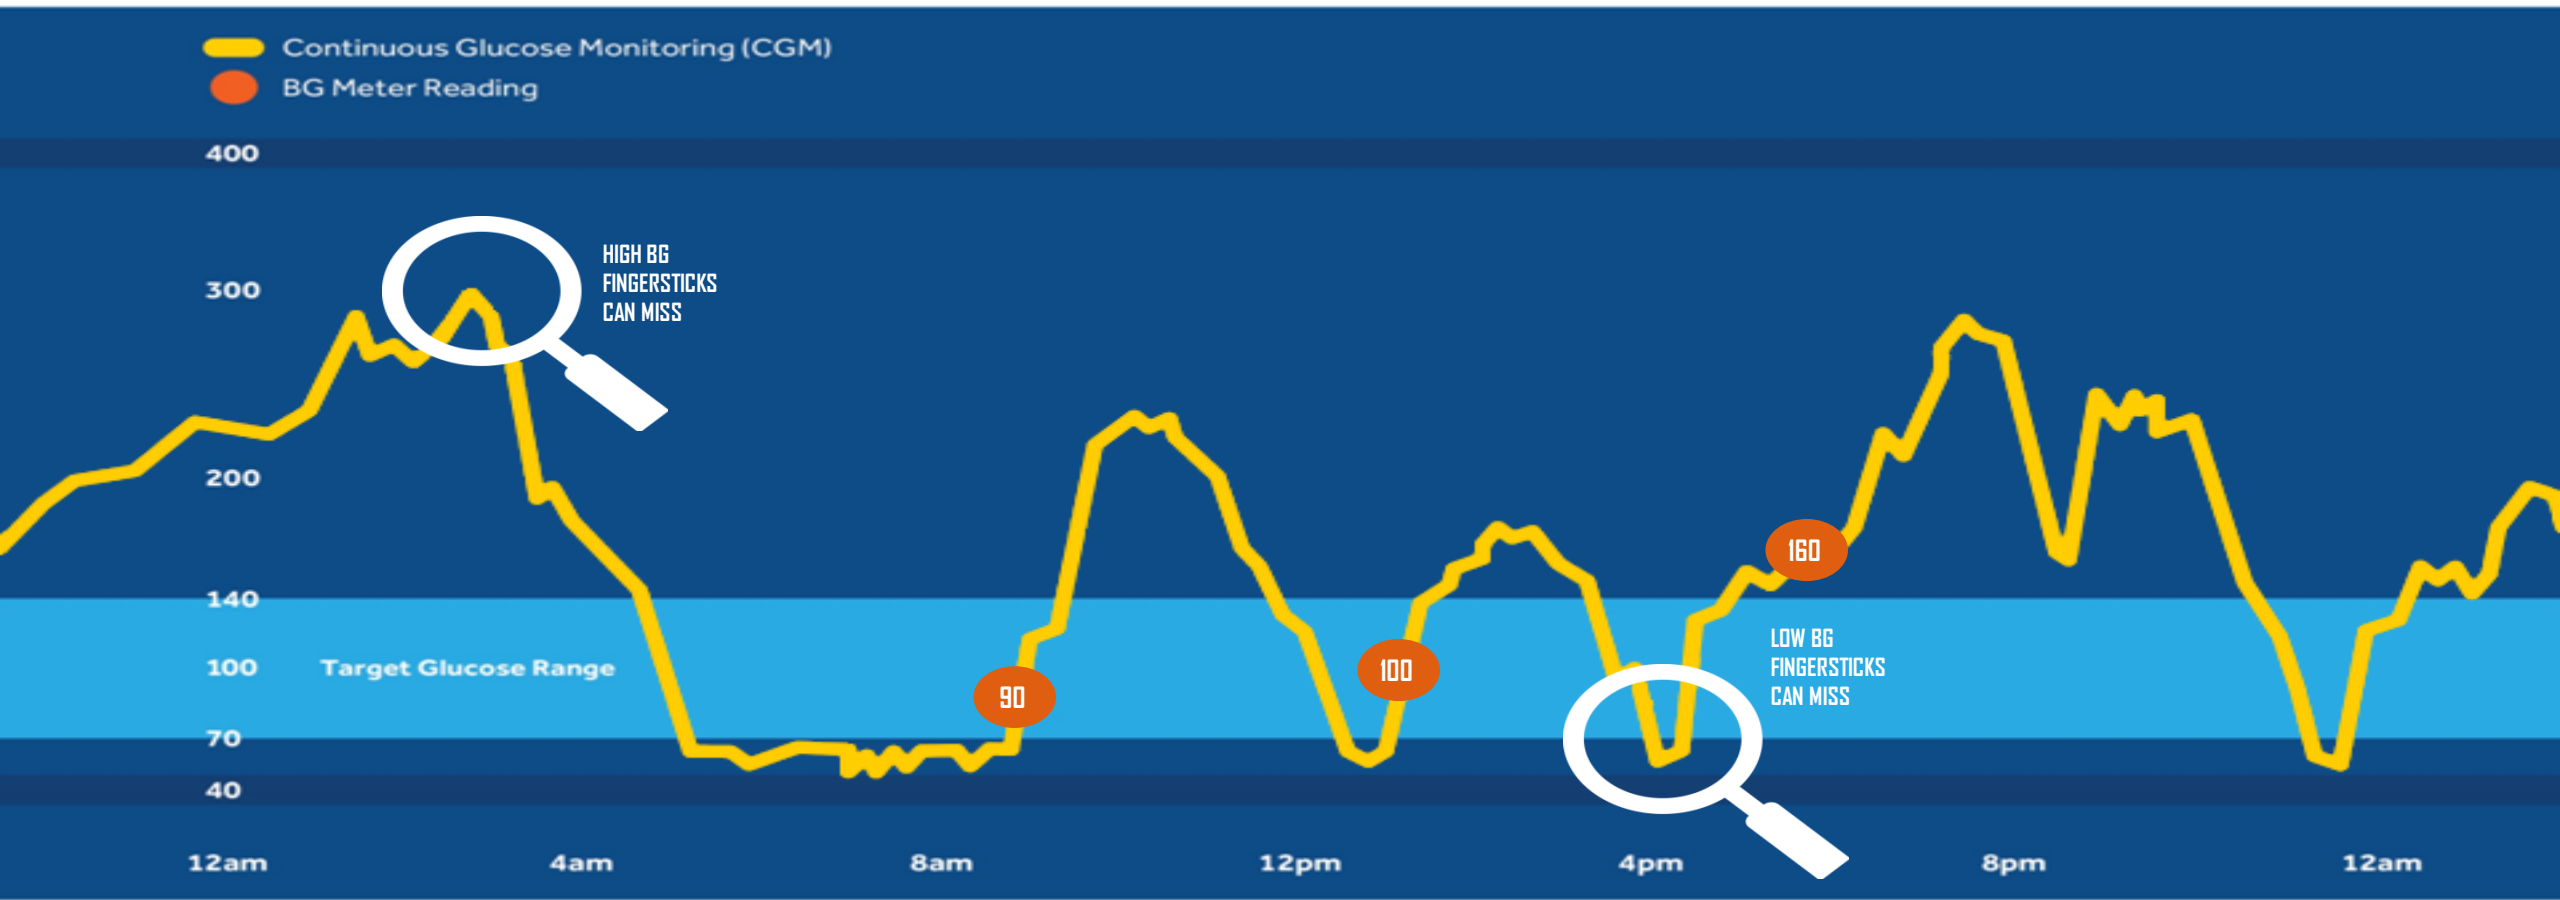 Continuous Glucose Monitoring (CGM)
BG Meter Reading
400
300
HIGH BG
FINGERSTICKS
CAN MISS
200
140
100
Target Glucose Range
70
40
90
100
160
LOW BG
FINGERSTICKS
CAN MISS
12am
4am
8am
12pm
4pm
8pm
12am